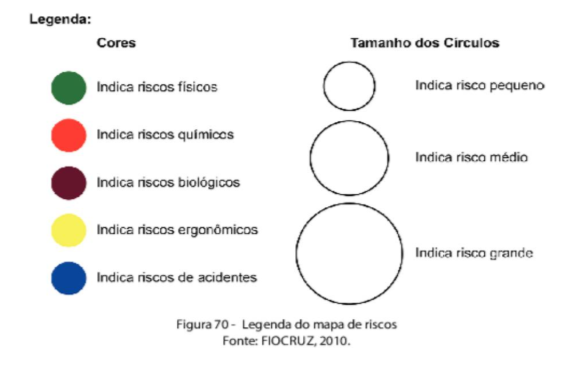 Legenda:
Cores
Indica riscos físicos
Indica riscos químicos
Indica riscos biológicos
Indica riscos ergonômicos
Indica riscos de acidentes
Tamanho dos Círculos
Indica risco pequeno
Indica risco médio
Indica risco grande
Figura 70 - Legenda do mapa de riscos
Fonte: FIOCRUZ, 2010.